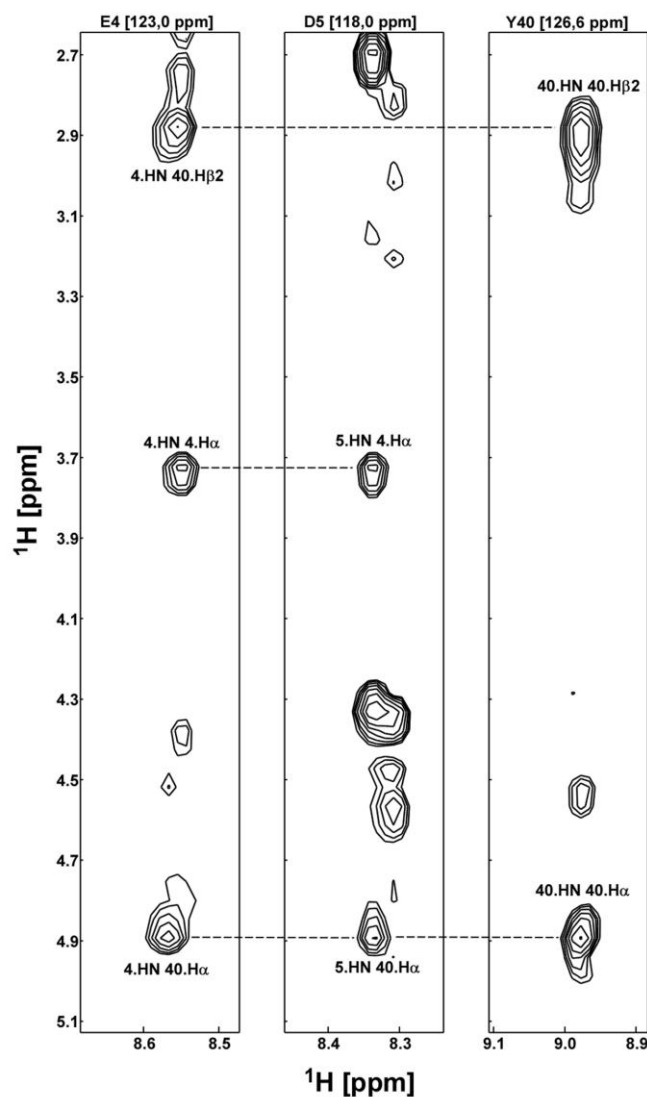 E4 [123,0 ppm]
D5 [118,0 ppm]
Y40 [126,6 ppm]
2.7
2.9
3.1
3.3
3.5
3.7
3.9
4.1
4.3
4.5
4.7
4.9
5.1
¹H [ppm]
40.HN 40.Hβ2
4.HN 40.Hβ2
4.HN 4.Hα
5.HN 4.Hα
40.HN 40.Hα
4.HN 40.Hα
5.HN 40.Hα
8.6
8.5
8.4
8.3
9.1
9.0
8.9
¹H [ppm]